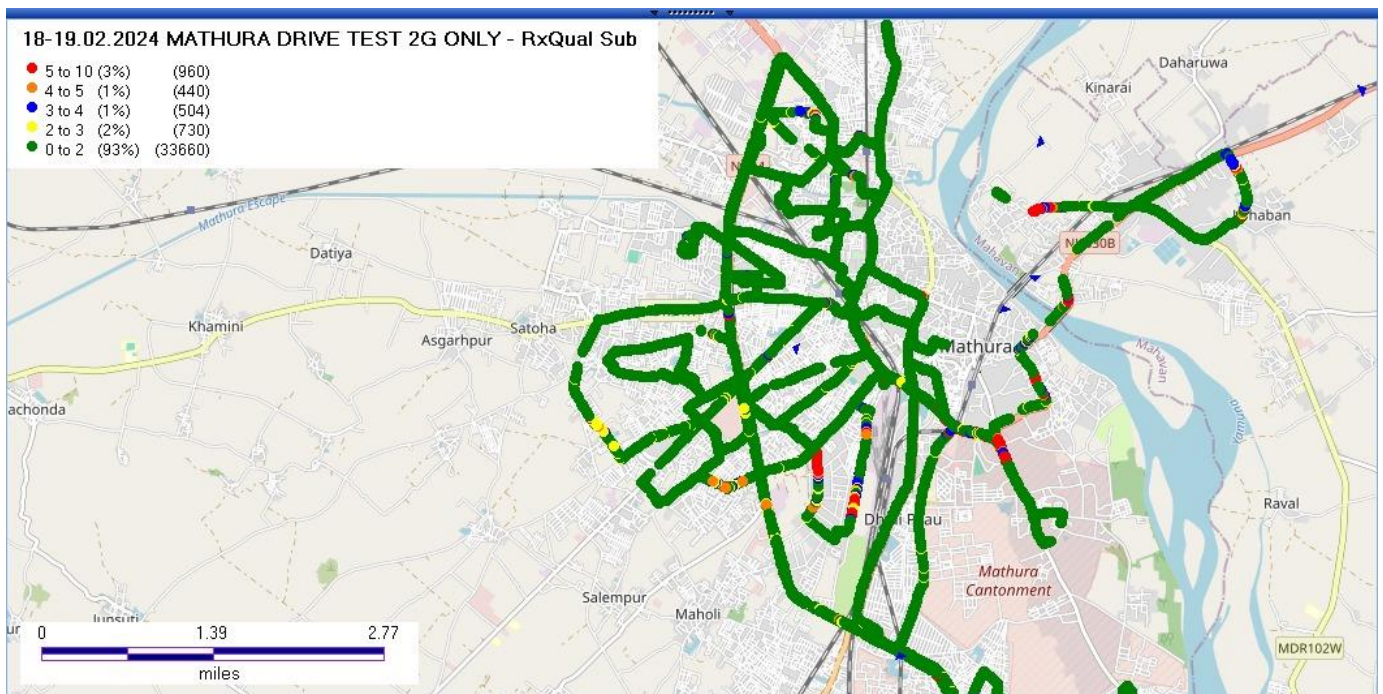 18-19.02.2024 MATHURA DRIVE TEST 2G ONLY - RxQual Sub
5 to 10 (3%) (960)
4 to 5 (1%) (440)
3 to 4 (1%) (504)
2 to 3 (2%) (730)
0 to 2 (93%) (33660)
Daharuwa
Kinarai
Mathura Escape
Datiya
Khamini
Satoha
Asgarhpur
Mathura
Mahavan
Yamuna
achonda
Raval
Mathura
Cantonment
Salempur
Maholi
MDR102W
0 1.39 2.77
miles